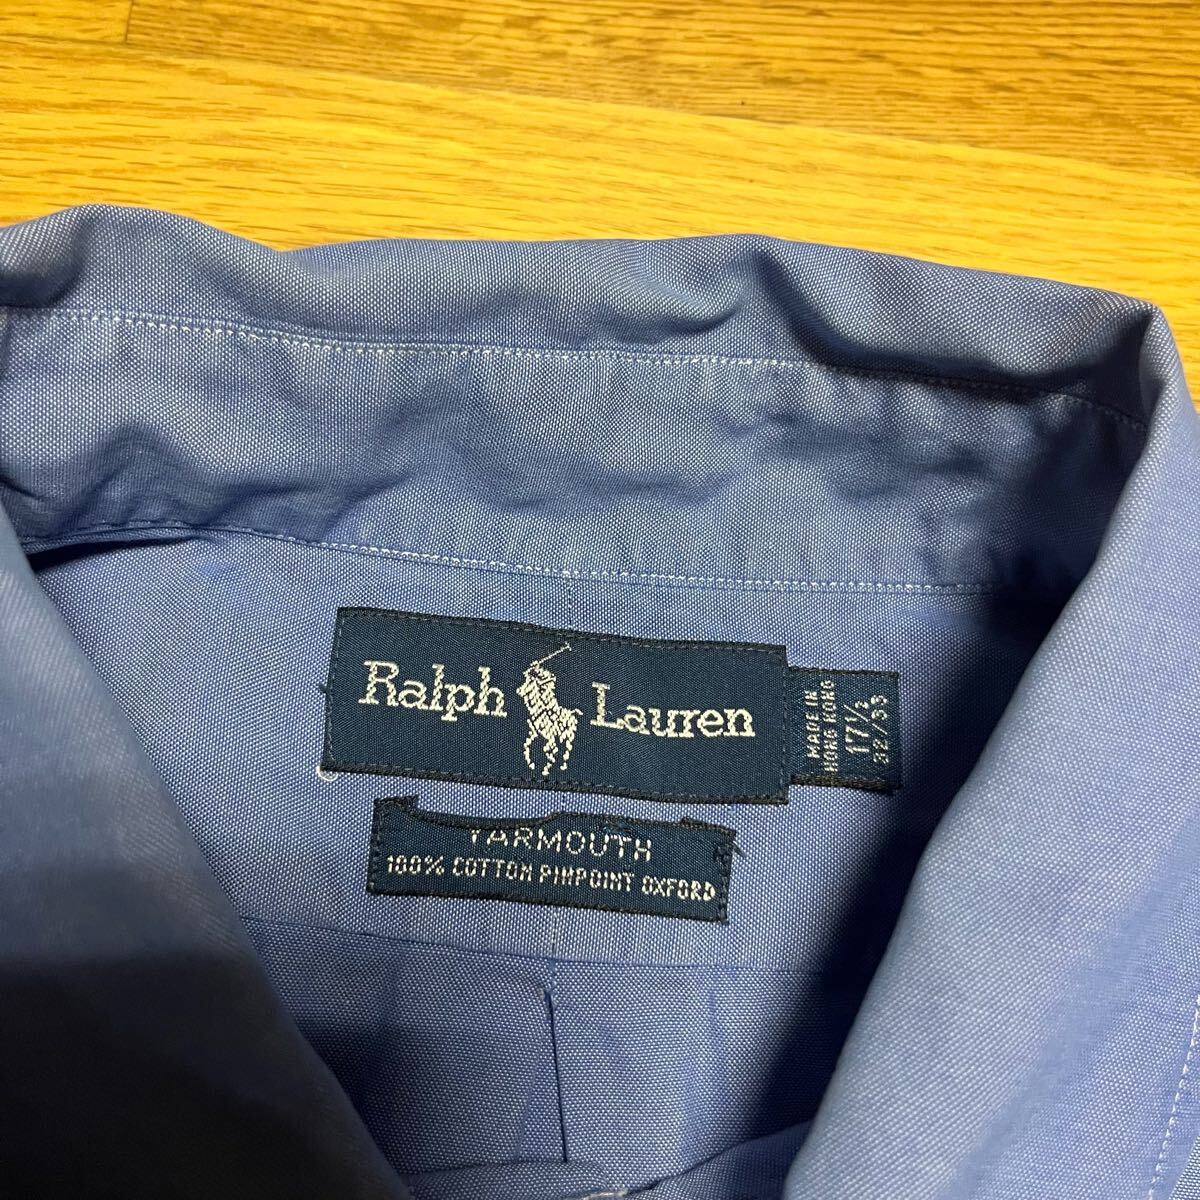 Ralph Lauren
MADE IN
HONG KONG
17½
32/33
YARMOUTH
100% COTTON PINPOINT OXFORD